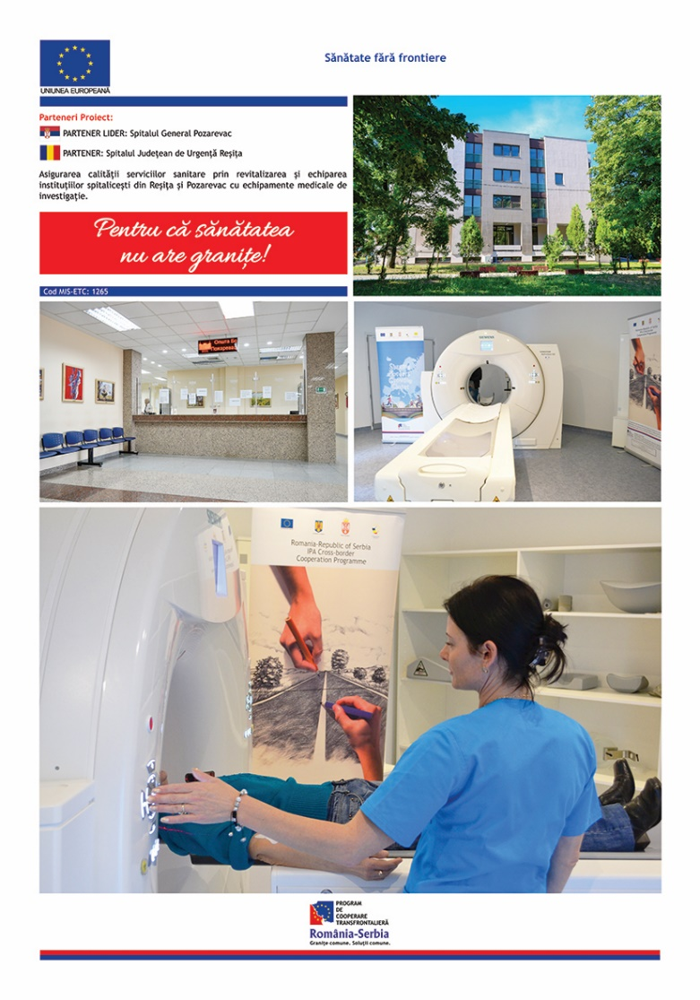 Sănătate fără frontiere
UNIUNEA EUROPEANĂ
Parteneri Proiect:
PARTENER LIDER: Spitalul General Pozarevac
PARTENER: Spitalul Județean de Urgență Reșița
Asigurarea calității serviciilor sanitare prin revitalizarea și echiparea
instituțiilor spitalicești din Reșița și Pozarevac cu echipamente medicale de
investigație.
Pentru că sănătatea
nu are granițe!
Cod MIS-ETC: 1265
Општа
Пожарева
SIEMENS
Romania-Republic of Serbia
IPA Cross-border
Cooperation Programme
PROGRAM
DE
COOPERARE
TRANSFRONTALIERĂ
România-Serbia
Granițe comune. Soluții comune.